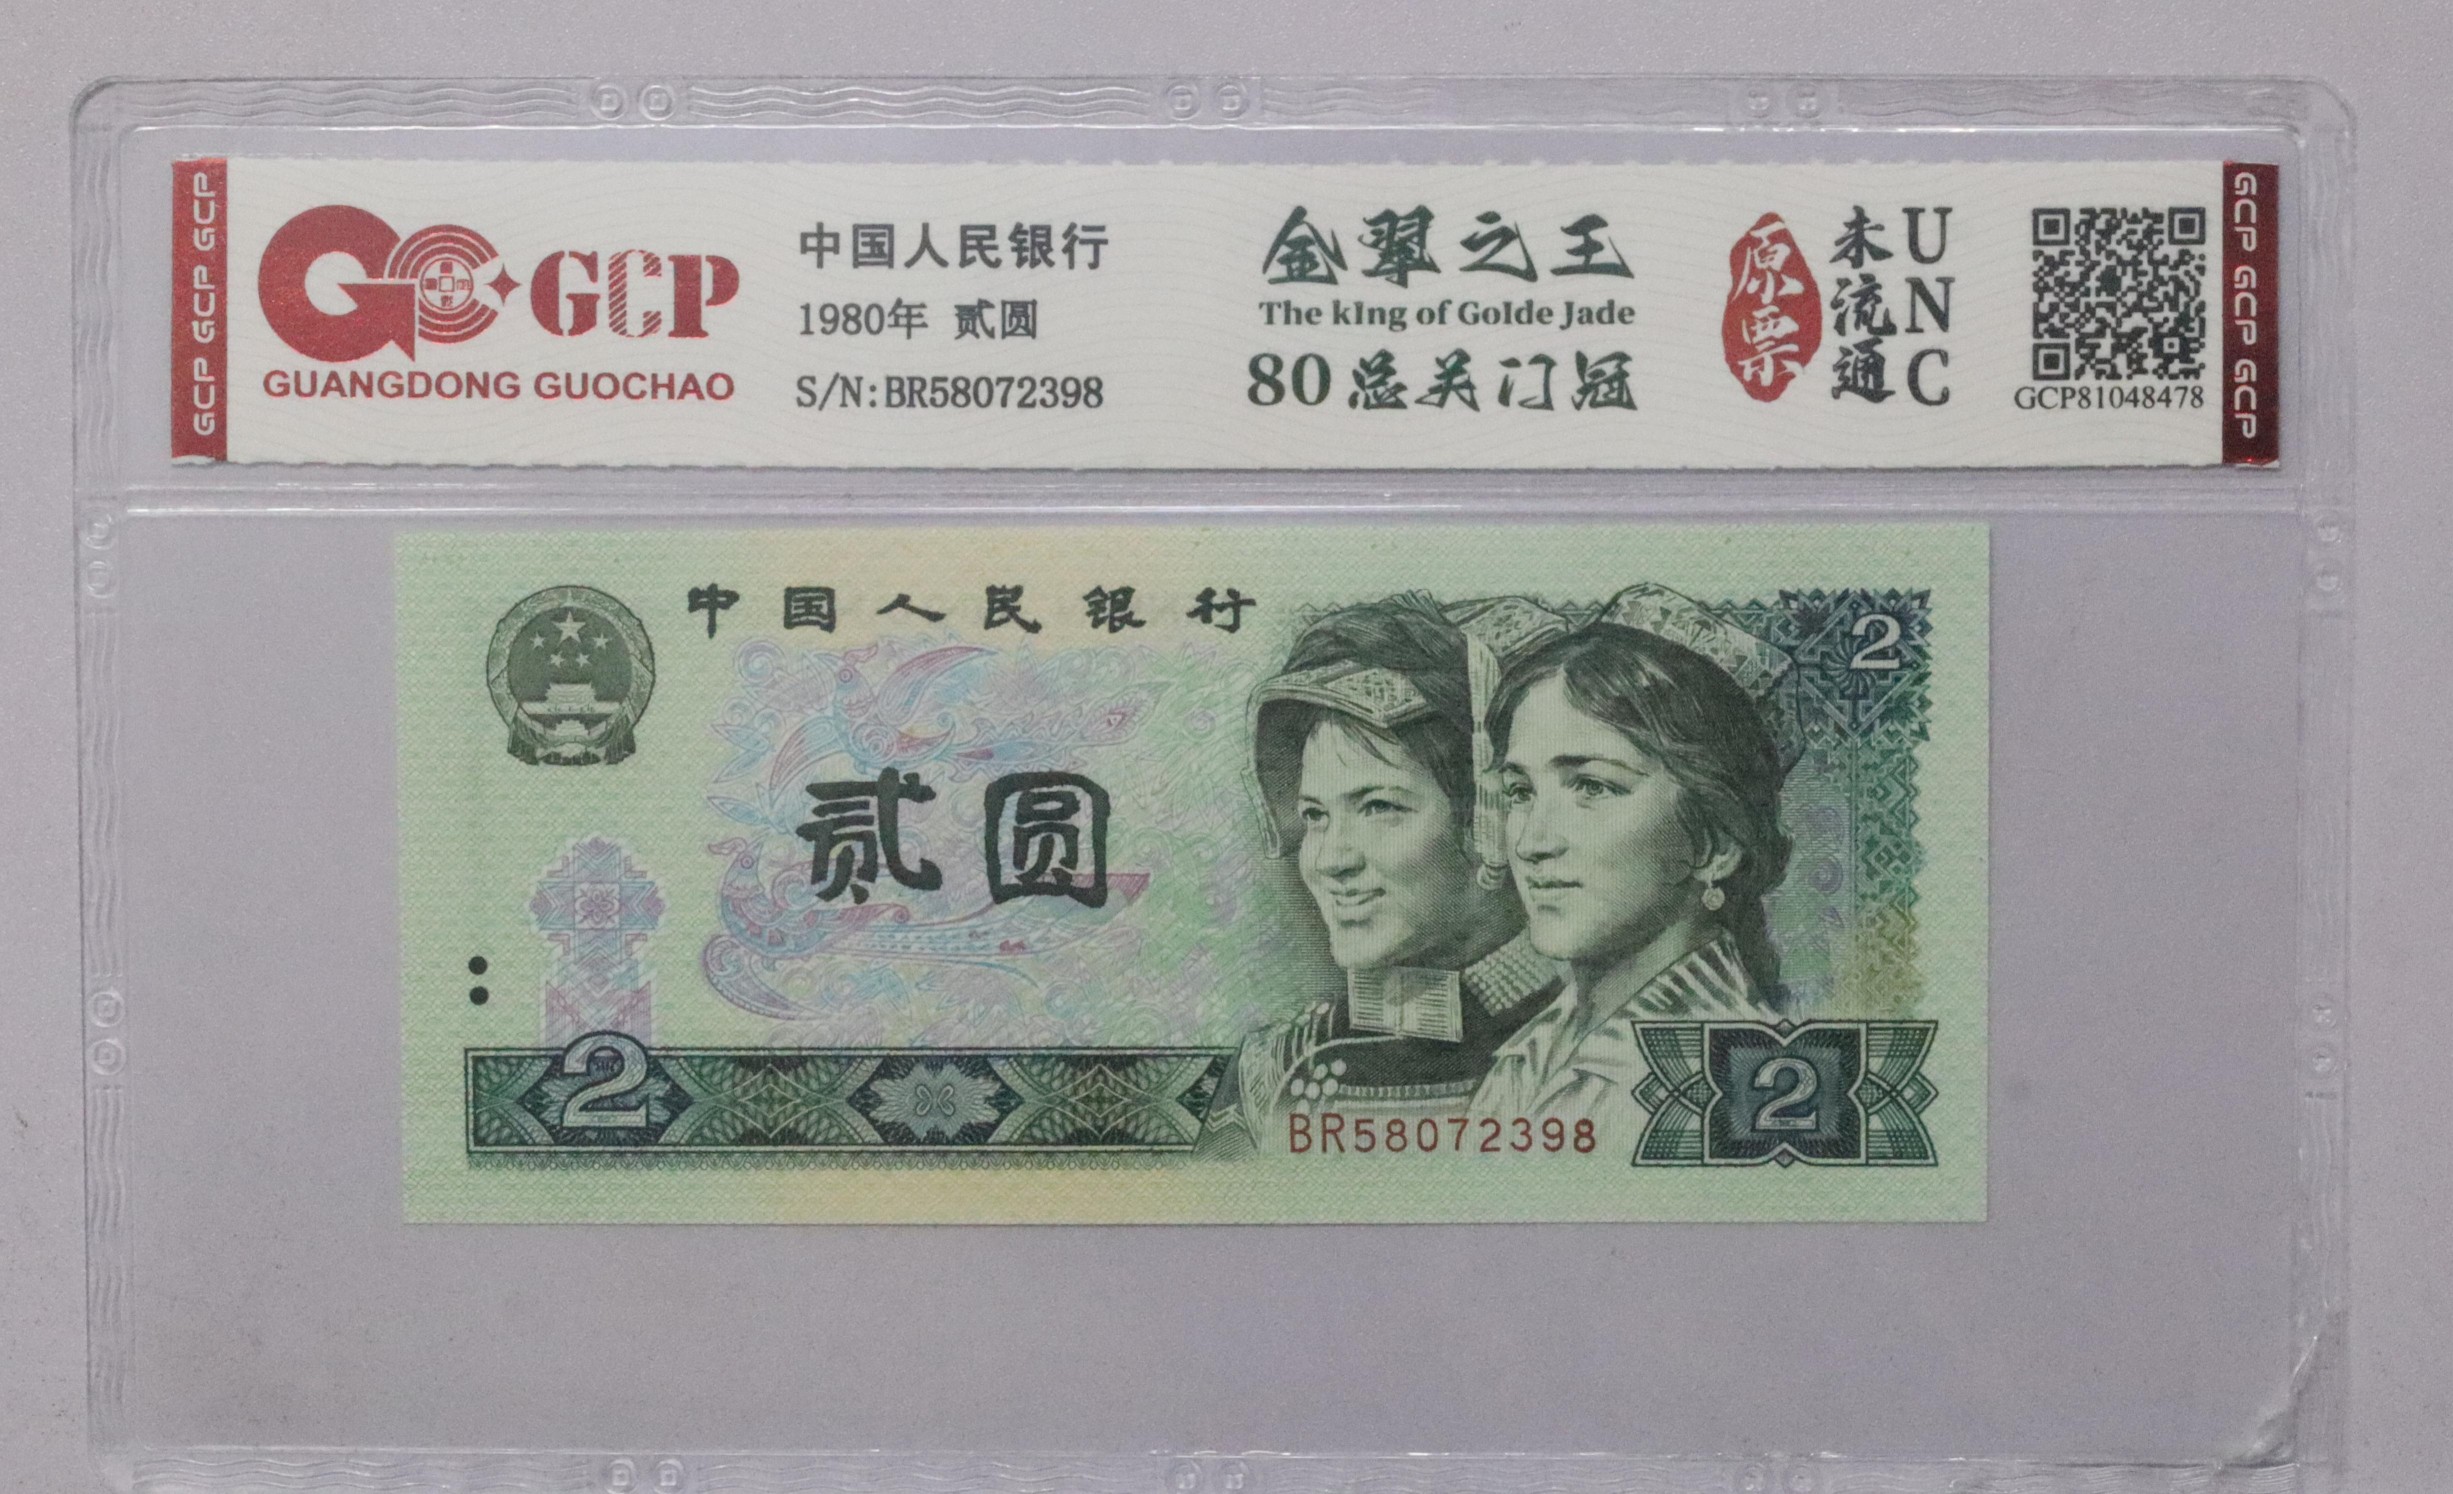 GCP GCP GCP
GCP
GUANGDONG GUOCHAO
中国人民银行
1980年 贰圆
S/N:BR58072398
金翠之王
The kIng of Golde Jade
80总关门冠
原票
未流通
UNC
GCP81048478
GCP GCP GCP
中国人民银行
2
贰圆
2
BR58072398
2